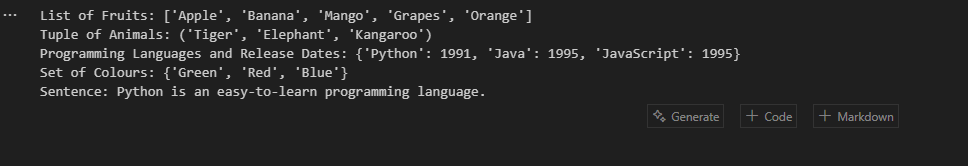 List of Fruits: ['Apple', 'Banana', 'Mango', 'Grapes', 'Orange']
Tuple of Animals: ('Tiger', 'Elephant', 'Kangaroo')
Programming Languages and Release Dates: {'Python': 1991, 'Java': 1995, 'JavaScript': 1995}
Set of Colours: {'Green', 'Red', 'Blue'}
Sentence: Python is an easy-to-learn programming language.
Generate + Code + Markdown